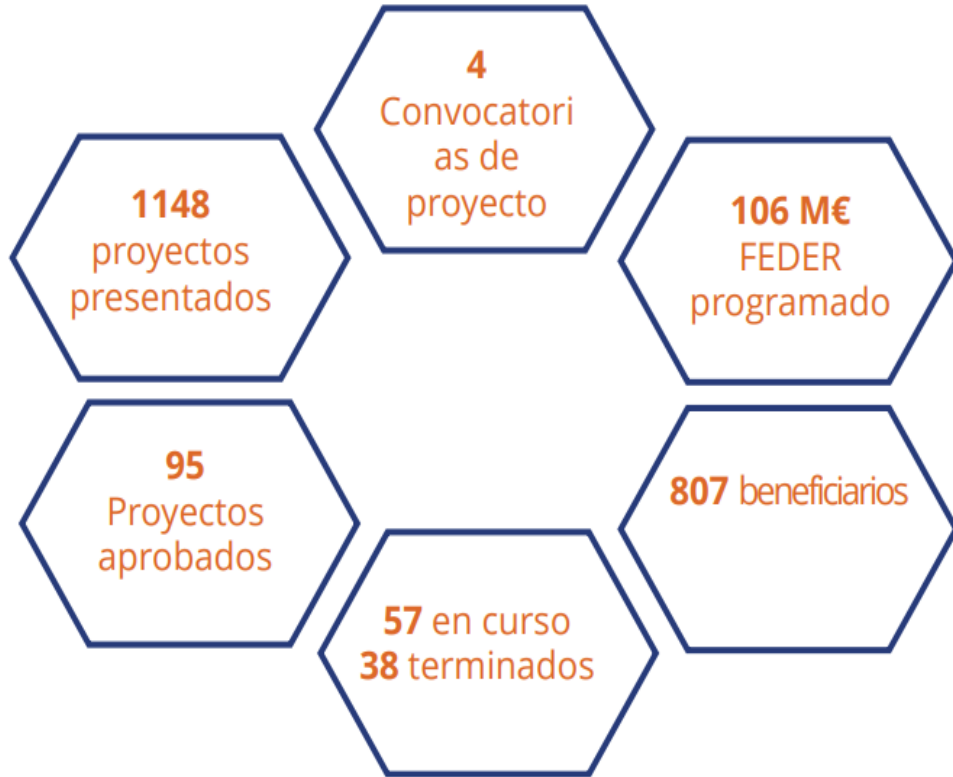 4
Convocatori
as de
proyecto
1148
proyectos
presentados
106 M€
FEDER
programado
95
Proyectos
aprobados
807 beneficiarios
57 en curso
38 terminados